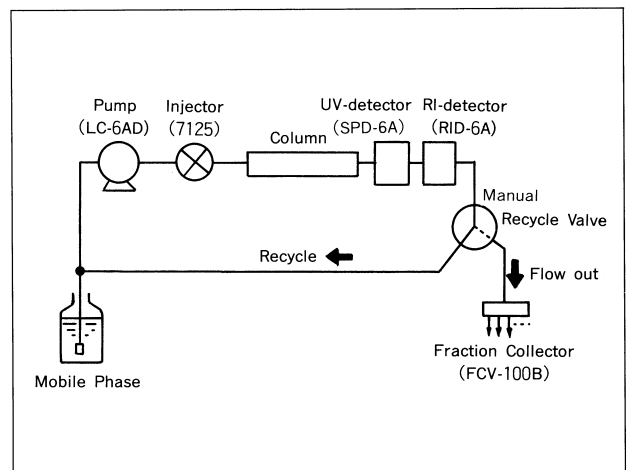 Pump
(LC-6AD)
Injector
(7125)
Column
UV-detector
(SPD-6A)
RI-detector
(RID-6A)
Manual
Recycle Valve
Recycle
Flow out
Fraction Collector
(FCV-100B)
Mobile Phase